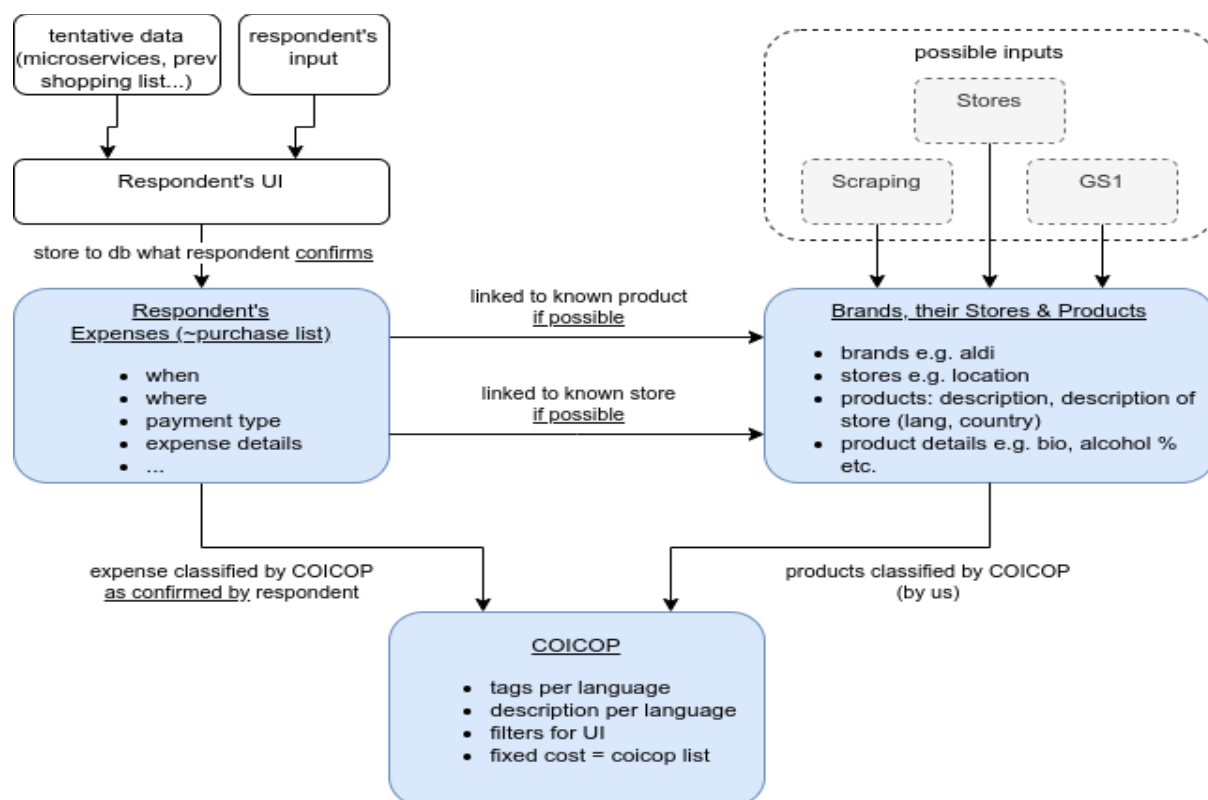 tentative data
(microservices, prev
shopping list...)
respondent's
input
possible inputs
Stores
Scraping
GS1
Respondent's UI
store to db what respondent confirms
Respondent's
Expenses (~purchase list)
• when
• where
• payment type
• expense details
• ...
linked to known product
if possible
linked to known store
if possible
Brands, their Stores & Products
• brands e.g. aldi
• stores e.g. location
• products: description, description of
store (lang, country)
• product details e.g. bio, alcohol %
etc.
expense classified by COICOP
as confirmed by respondent
products classified by COICOP
(by us)
COICOP
• tags per language
• description per language
• filters for UI
• fixed cost = coicop list